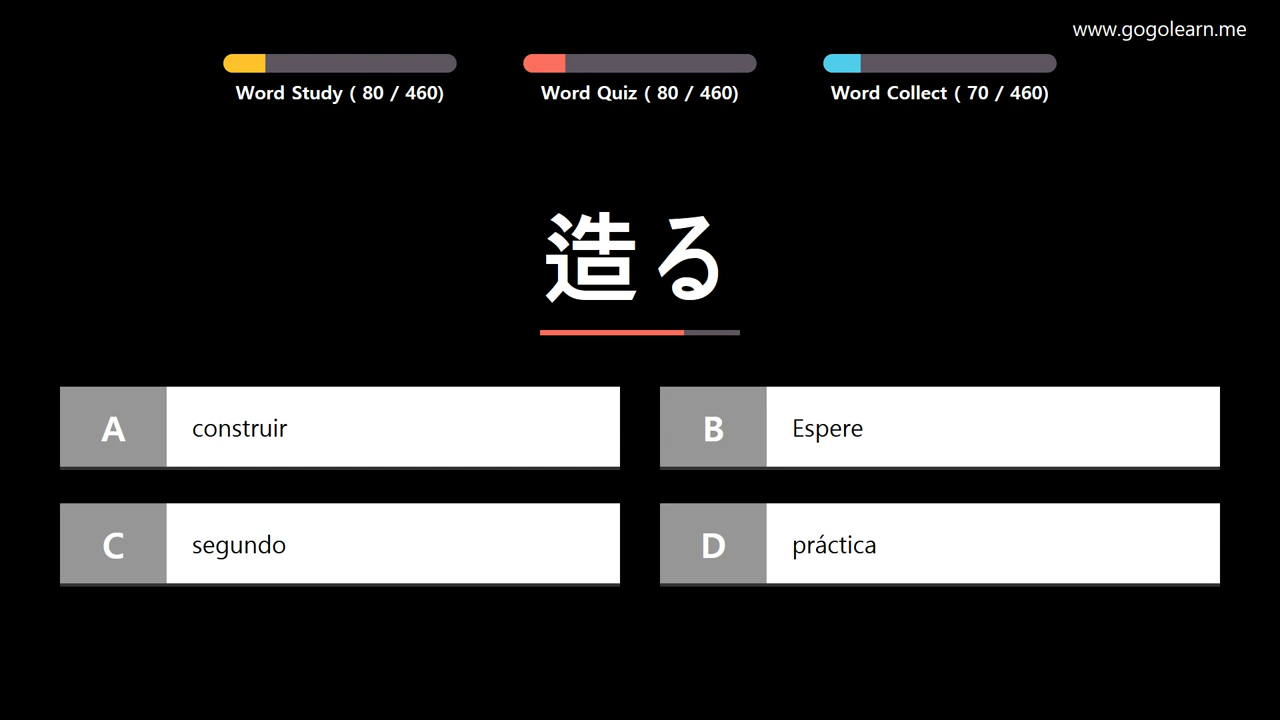 www.gogolearn.me
Word Study ( 80 / 460)
Word Quiz ( 80 / 460)
Word Collect ( 70 / 460)
造る
A construir
B Espere
C segundo
D práctica